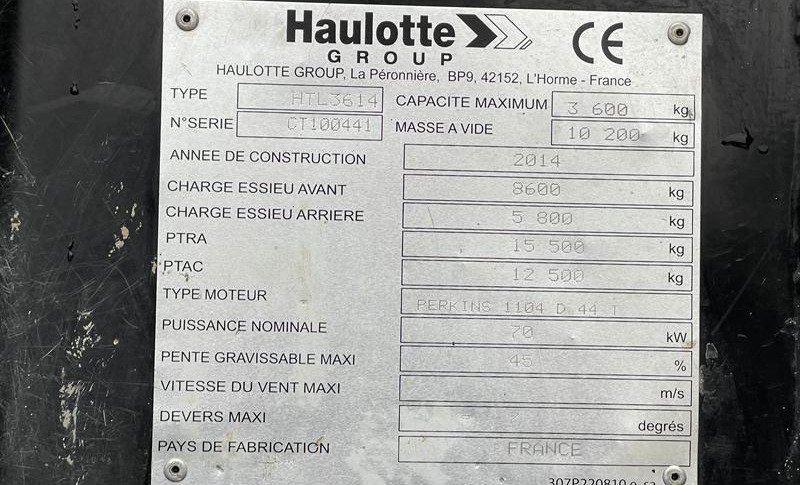 Haulotte
GROUP
CE
HAULOTTE GROUP, La Péronnière, BP9, 42152, L'Horme - France
TYPE HTL3614 CAPACITE MAXIMUM 3 600 kg
N°SERIE CT100441 MASSE A VIDE 10 200 kg
ANNEE DE CONSTRUCTION 2014
CHARGE ESSIEU AVANT 8600 kg
CHARGE ESSIEU ARRIERE 5 800 kg
PTRA 15 500 kg
PTAC 12 500 kg
TYPE MOTEUR PERKINS 1104 D 44 T
PUISSANCE NOMINALE 70 kW
PENTE GRAVISSABLE MAXI 45 %
VITESSE DU VENT MAXI m/s
DEVERS MAXI degrés
PAYS DE FABRICATION FRANCE
307P220810